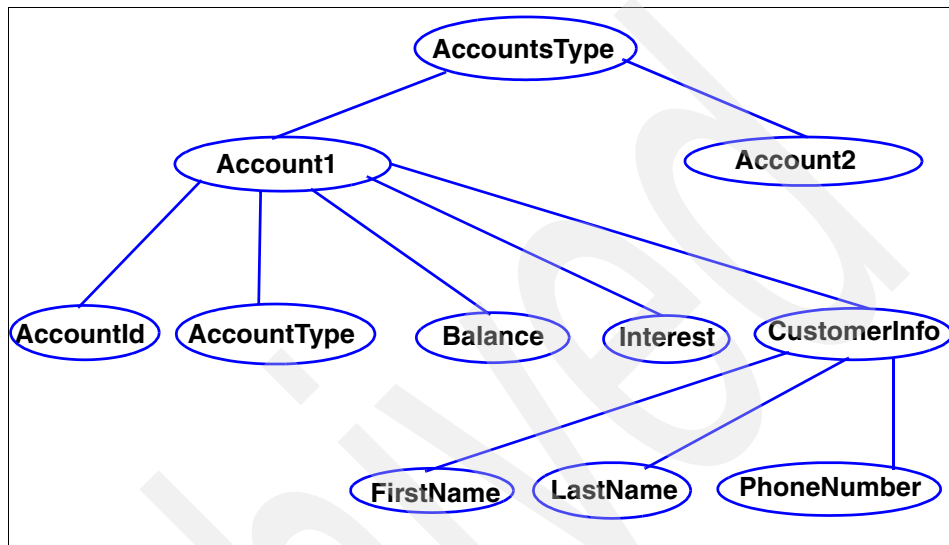 AccountsType
Account1
Account2
AccountId
AccountType
Balance
Interest
CustomerInfo
FirstName
LastName
PhoneNumber